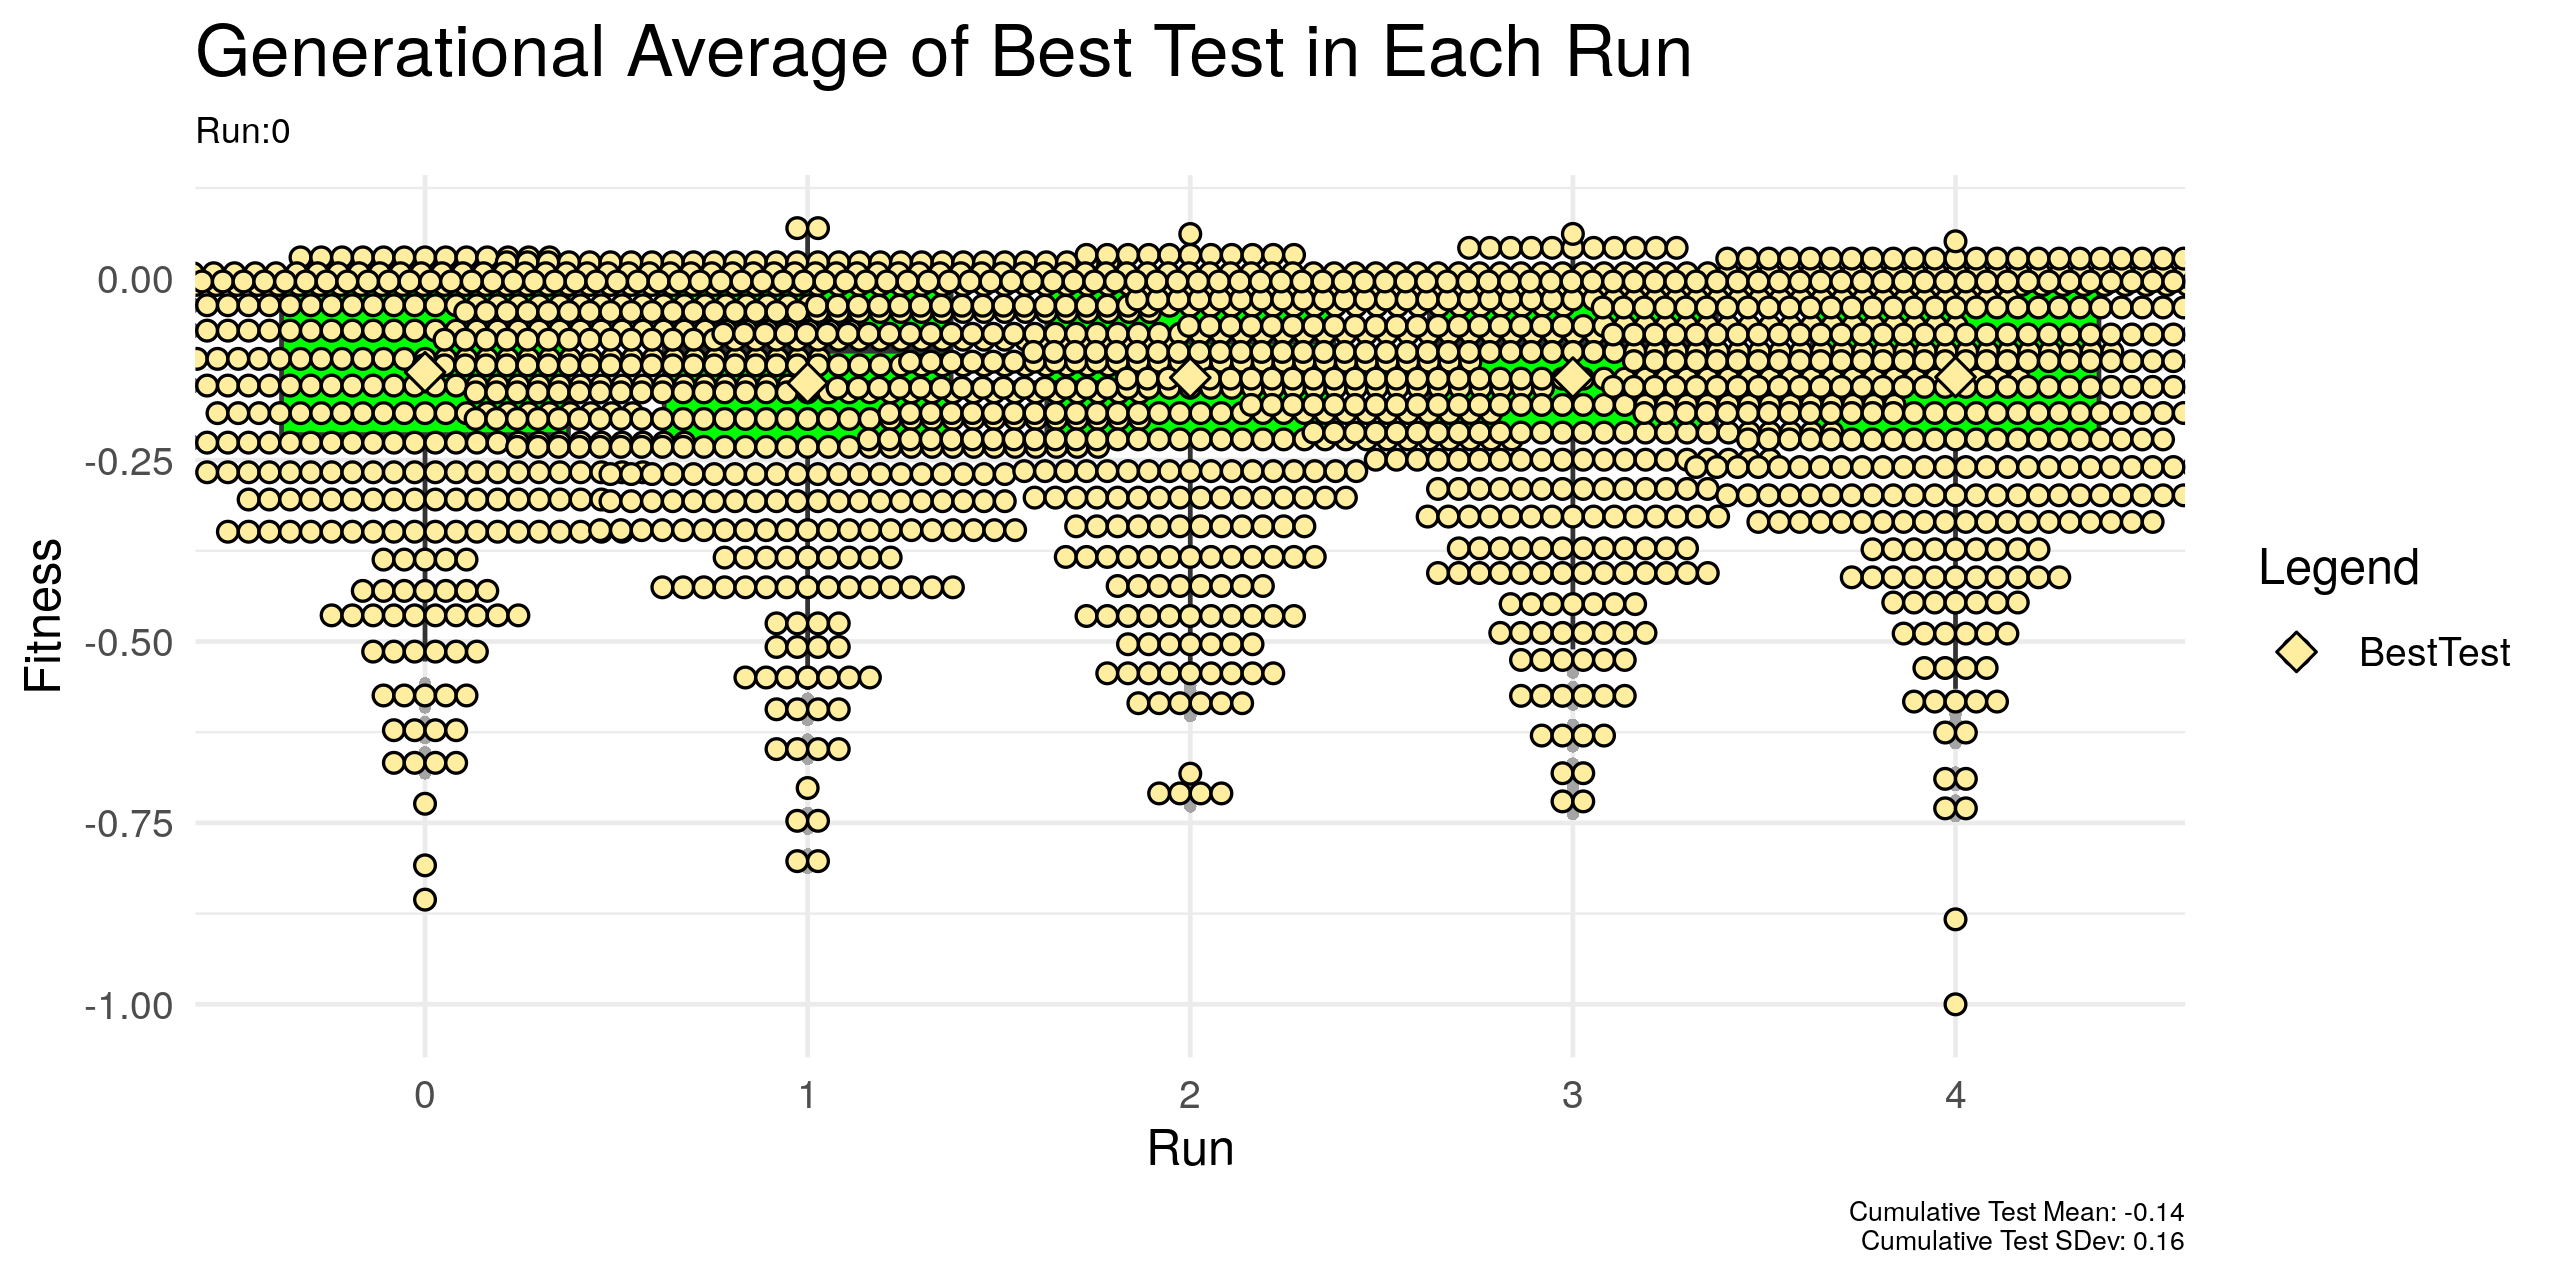 Generational Average of Best Test in Each Run
Run:0
Fitness
0.00
-0.25
-0.50
-0.75
-1.00
0 1 2 3 4
Run
Legend
BestTest
Cumulative Test Mean: -0.14
Cumulative Test SDev: 0.16